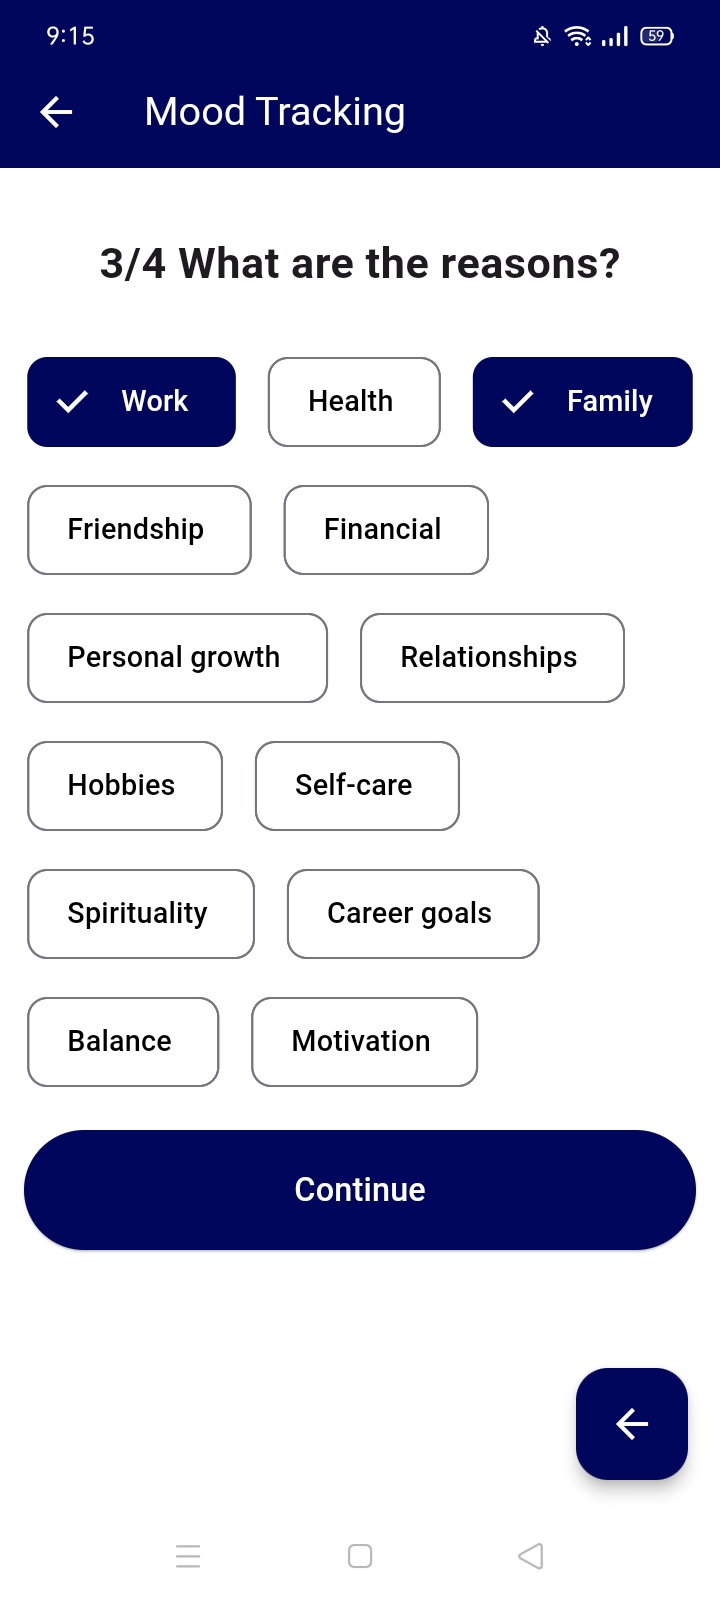 9:15
59
Mood Tracking
3/4 What are the reasons?
Work Health Family
Friendship Financial
Personal growth Relationships
Hobbies Self-care
Spirituality Career goals
Balance Motivation
Continue